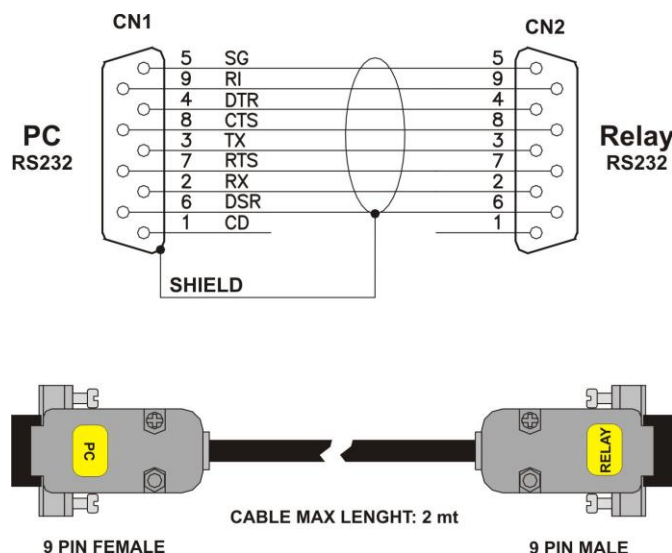 CN1
CN2
5 SG 5
9 RI 9
4 DTR 4
8 CTS 8
3 TX 3
7 RTS 7
2 RX 2
6 DSR 6
1 CD 1
PC
RS232
Relay
RS232
SHIELD
PC
RELAY
CABLE MAX LENGHT: 2 mt
9 PIN FEMALE
9 PIN MALE